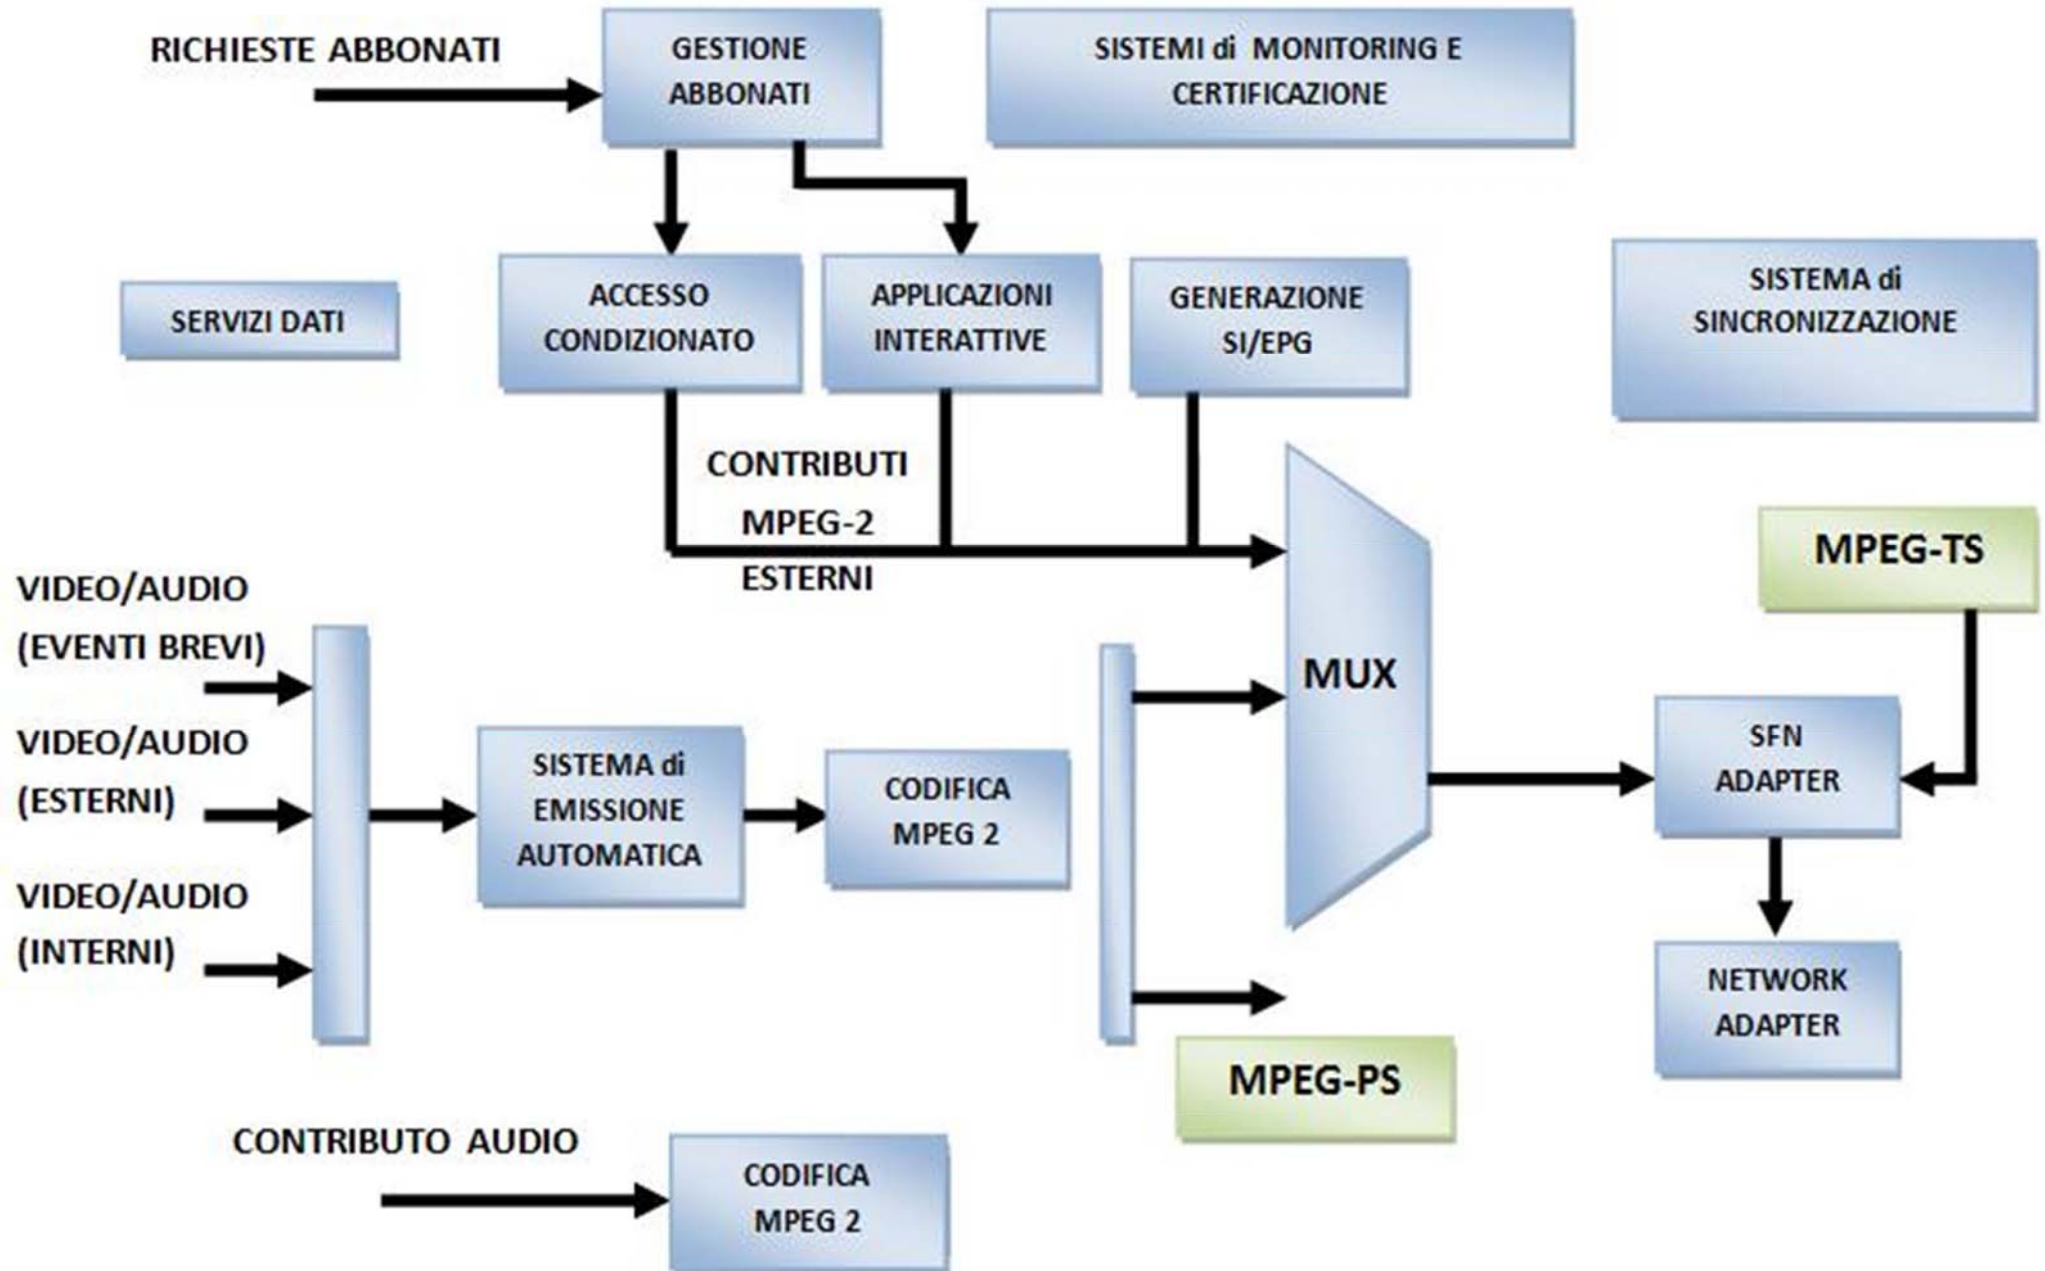 RICHIESTE ABBONATI
GESTIONE
ABBONATI
SISTEMI di MONITORING E
CERTIFICAZIONE
SERVIZI DATI
ACCESSO
CONDIZIONATO
APPLICAZIONI
INTERATTIVE
GENERAZIONE
SI/EPG
SISTEMA di
SINCRONIZZAZIONE
CONTRIBUTI
MPEG-2
ESTERNI
MPEG-TS
VIDEO/AUDIO
(EVENTI BREVI)
VIDEO/AUDIO
(ESTERNI)
VIDEO/AUDIO
(INTERNI)
SISTEMA di
EMISSIONE
AUTOMATICA
CODIFICA
MPEG 2
MUX
SFN
ADAPTER
NETWORK
ADAPTER
MPEG-PS
CONTRIBUTO AUDIO
CODIFICA
MPEG 2